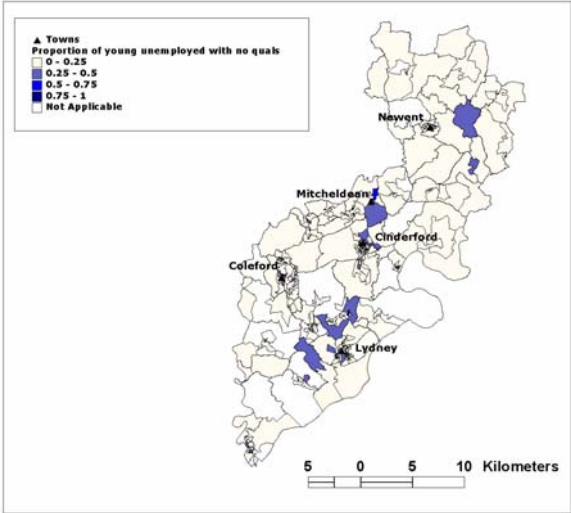 Towns
Proportion of young unemployed with no quals
0 - 0.25
0.25 - 0.5
0.5 - 0.75
0.75 - 1
Not Applicable
Newent
Mitcheldean
Cinderford
Coleford
Lydney
5 0 5 10 Kilometers